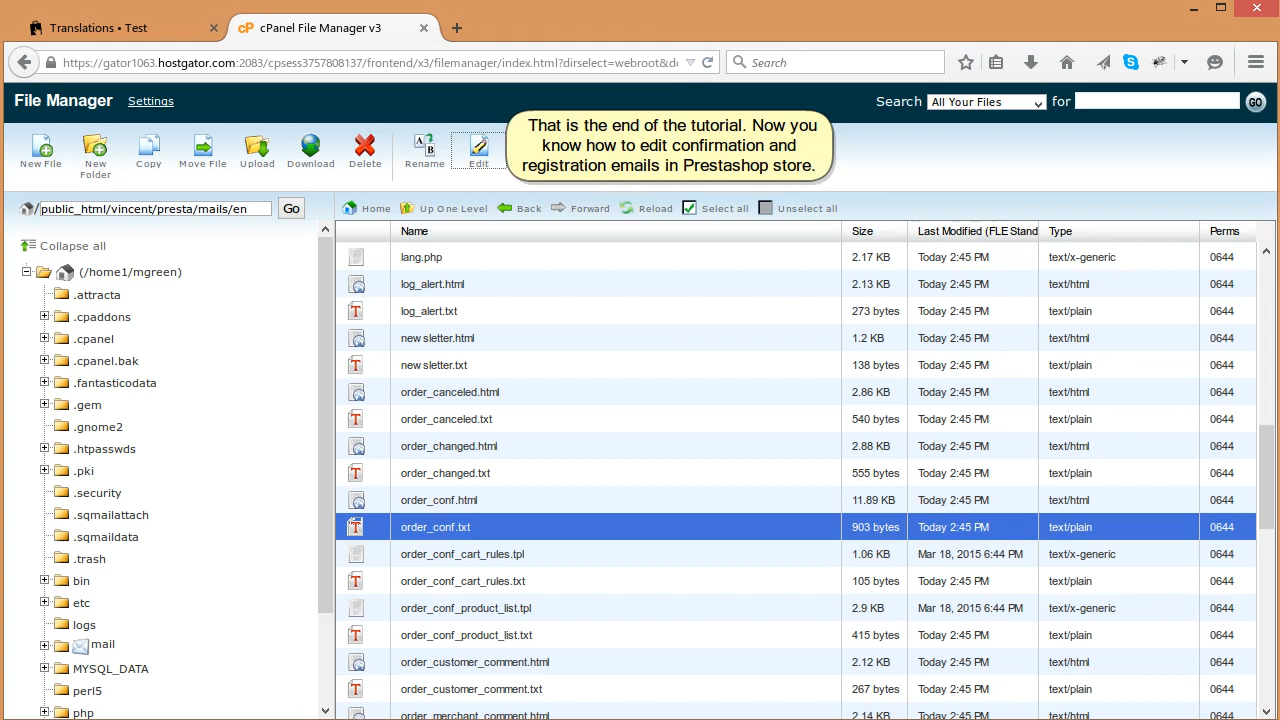 Translations • Test
cP cPanel File Manager v3
https://gator1063.hostgator.com:2083/cpsess3757808137/frontend/x3/filemanager/index.html?dirselect=webroot&d
Search
File Manager Settings
Search All Your Files for GO
New File
New Folder
Copy
Move File
Upload
Download
Delete
Rename
Edit
That is the end of the tutorial. Now you
know how to edit confirmation and
registration emails in Prestashop store.
/ public_html/vincent/presta/mails/en Go
Home Up One Level Back Forward Reload Select all Unselect all
Collapse all
(/home1/mgreen)
.attracta
.cpaddons
.cpanel
.cpanel.bak
.fantasticodata
.gem
.gnome2
.htpasswds
.pki
.security
.sqmailattach
.sqmaildata
.trash
bin
etc
logs
mail
MYSQL_DATA
perl5
php
Name Size Last Modified (FLE Stand Type Perms
lang.php 2.17 KB Today 2:45 PM text/x-generic 0644
log_alert.html 2.13 KB Today 2:45 PM text/html 0644
log_alert.txt 273 bytes Today 2:45 PM text/plain 0644
newsletter.html 1.2 KB Today 2:45 PM text/html 0644
newsletter.txt 138 bytes Today 2:45 PM text/plain 0644
order_canceled.html 2.86 KB Today 2:45 PM text/html 0644
order_canceled.txt 540 bytes Today 2:45 PM text/plain 0644
order_changed.html 2.88 KB Today 2:45 PM text/html 0644
order_changed.txt 555 bytes Today 2:45 PM text/plain 0644
order_conf.html 11.89 KB Today 2:45 PM text/html 0644
order_conf.txt 903 bytes Today 2:45 PM text/plain 0644
order_conf_cart_rules.tpl 1.06 KB Mar 18, 2015 6:44 PM text/x-generic 0644
order_conf_cart_rules.txt 105 bytes Today 2:45 PM text/plain 0644
order_conf_product_list.tpl 2.9 KB Mar 18, 2015 6:44 PM text/x-generic 0644
order_conf_product_list.txt 415 bytes Today 2:45 PM text/plain 0644
order_customer_comment.html 2.12 KB Today 2:45 PM text/html 0644
order_customer_comment.txt 267 bytes Today 2:45 PM text/plain 0644
order_merchant_comment.html 2.14 KB Today 2:45 PM text/html 0644